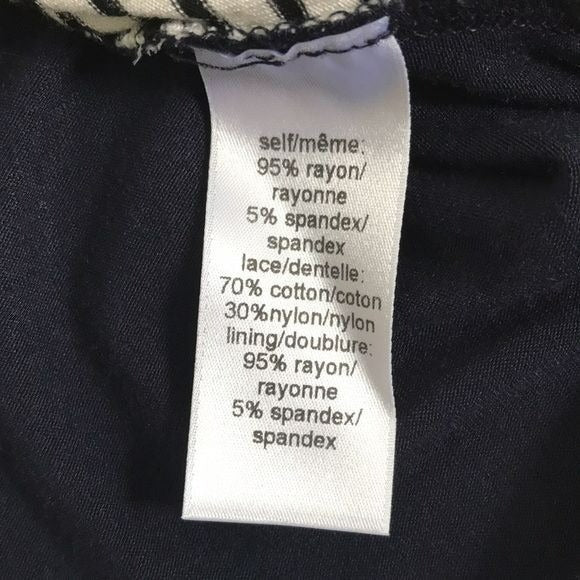 self/même:
95% rayon/
rayonne
5% spandex/
spandex
lace/dentelle:
70% cotton/coton
30%nylon/nylon
lining/doublure:
95% rayon/
rayonne
5% spandex/
spandex